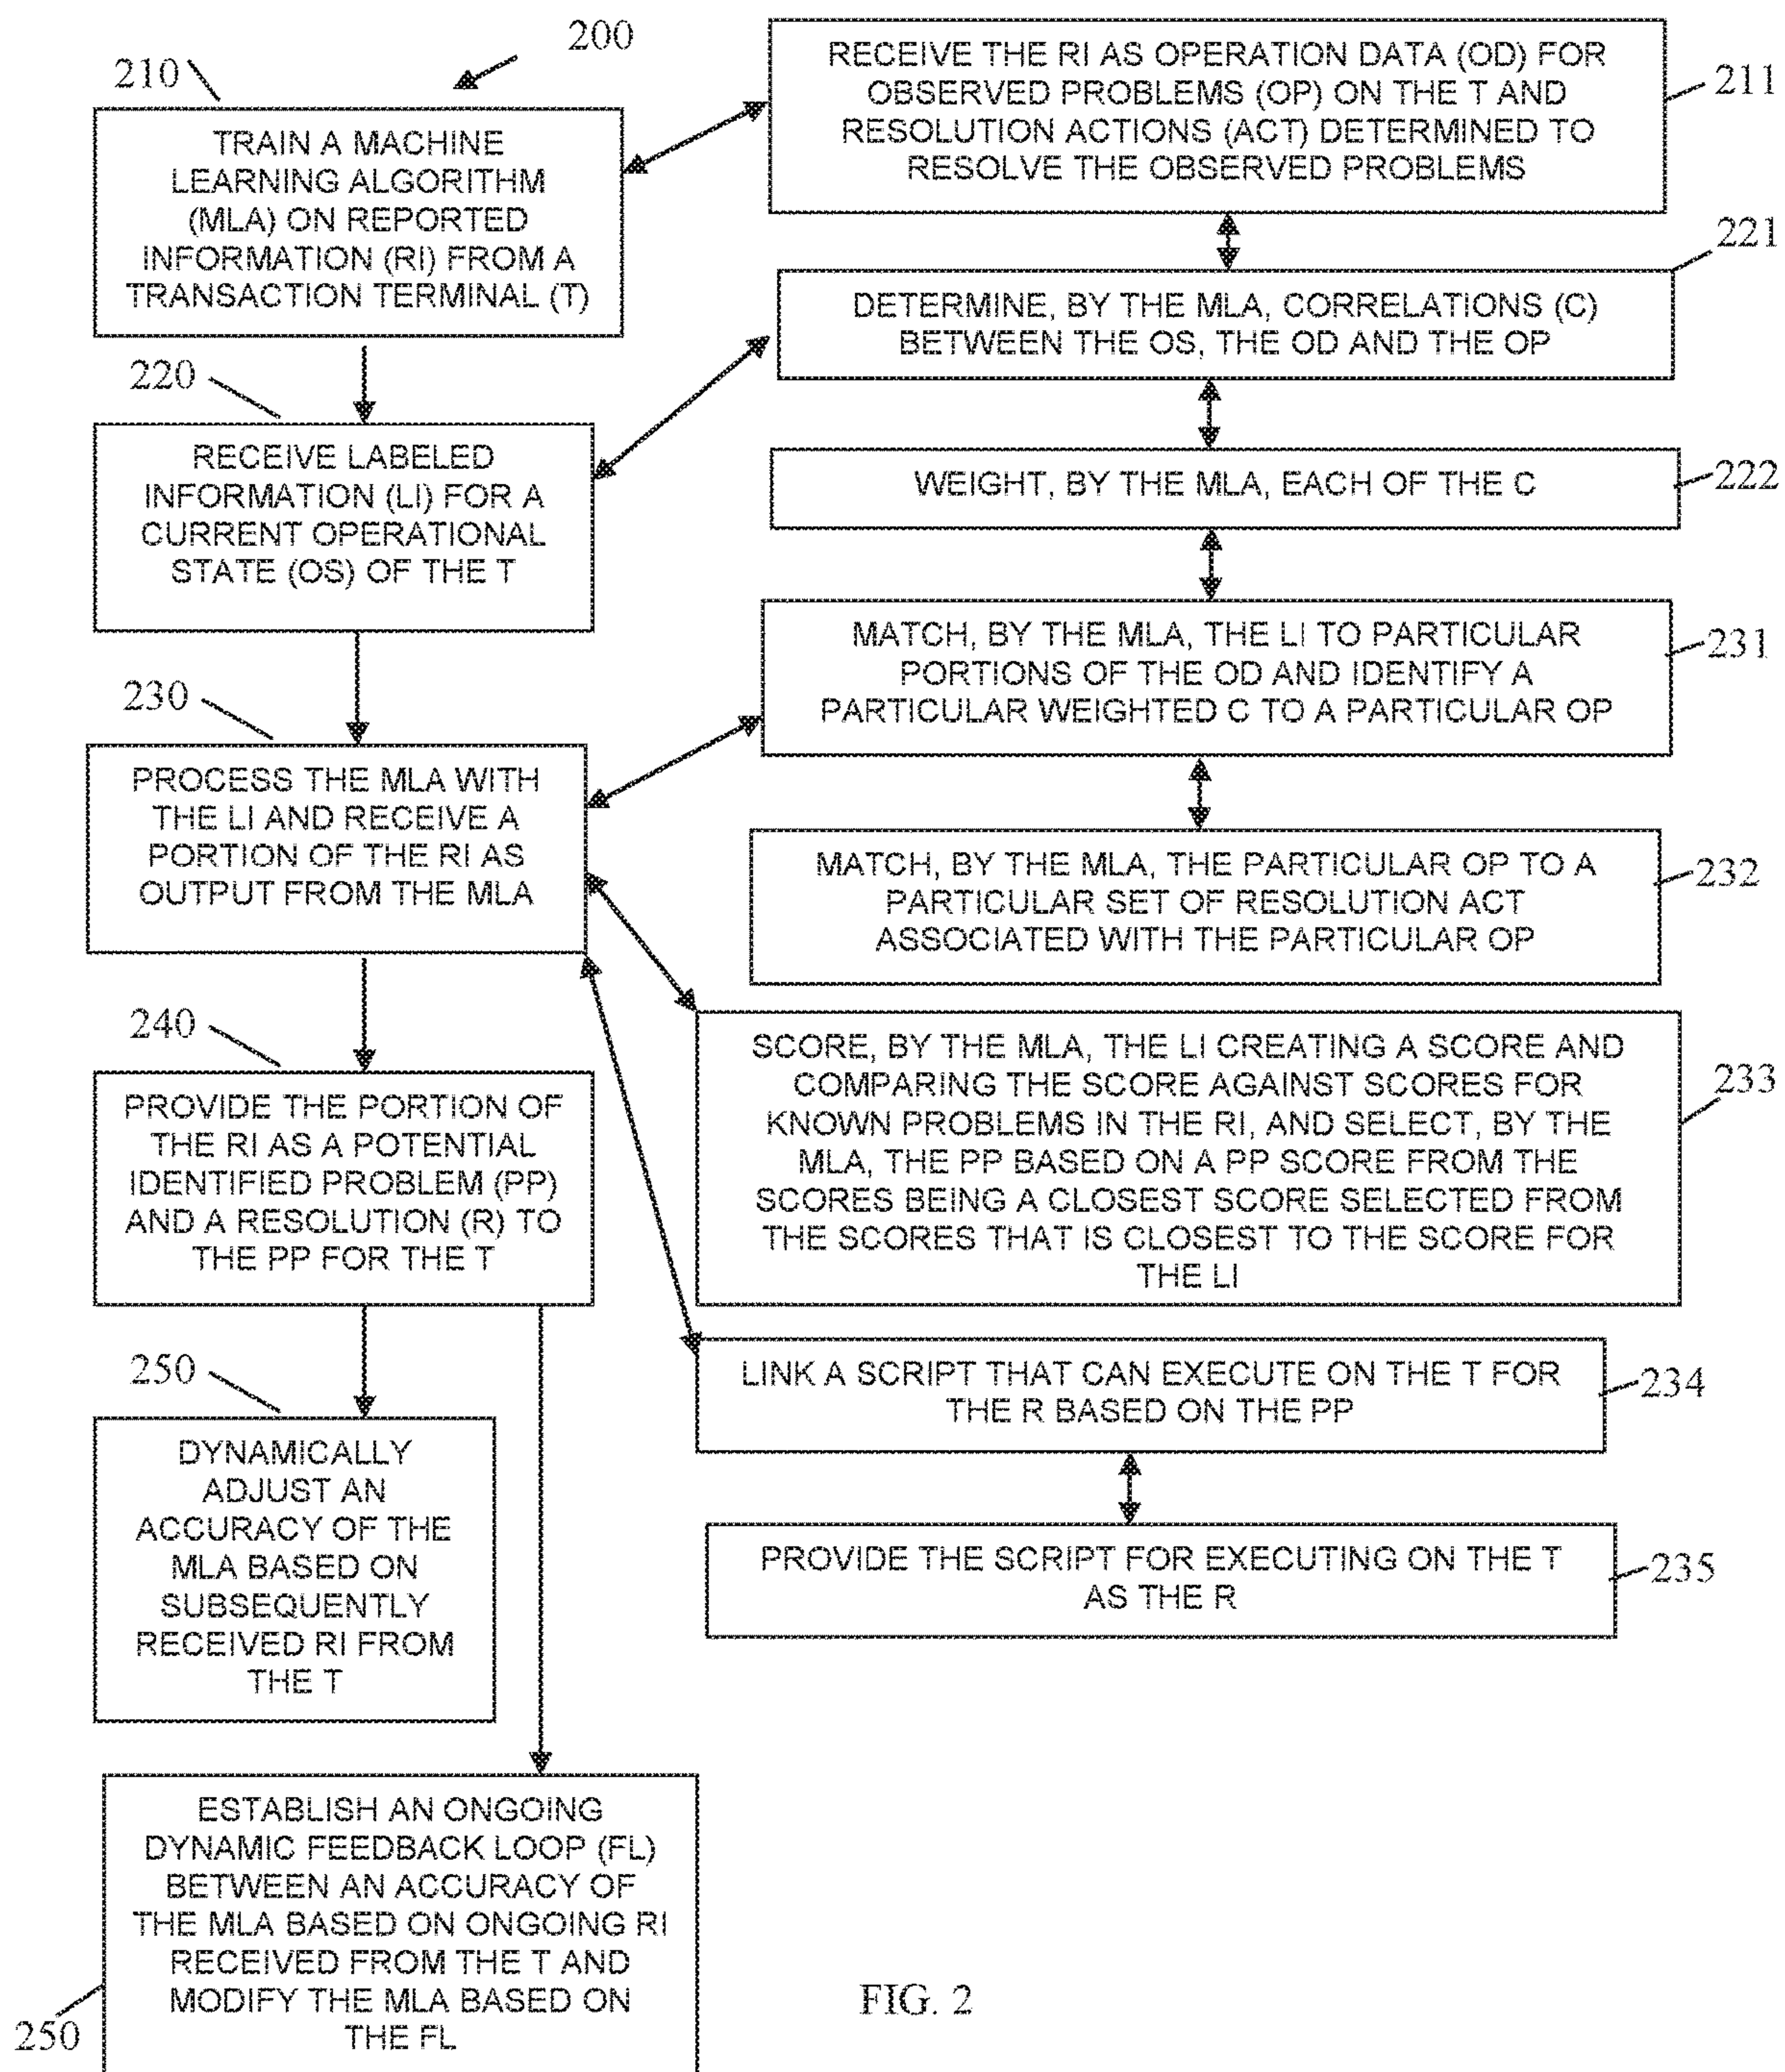 200
210
TRAIN A MACHINE
LEARNING ALGORITHM
(MLA) ON REPORTED
INFORMATION (RI) FROM A
TRANSACTION TERMINAL (T)
RECEIVE THE RI AS OPERATION DATA (OD) FOR
OBSERVED PROBLEMS (OP) ON THE T AND
RESOLUTION ACTIONS (ACT) DETERMINED TO
RESOLVE THE OBSERVED PROBLEMS
211
220
RECEIVE LABELED
INFORMATION (LI) FOR A
CURRENT OPERATIONAL
STATE (OS) OF THE T
221
DETERMINE, BY THE MLA, CORRELATIONS (C)
BETWEEN THE OS, THE OD AND THE OP
WEIGHT, BY THE MLA, EACH OF THE C
222
230
PROCESS THE MLA WITH
THE LI AND RECEIVE A
PORTION OF THE RI AS
OUTPUT FROM THE MLA
MATCH, BY THE MLA, THE LI TO PARTICULAR
PORTIONS OF THE OD AND IDENTIFY A
PARTICULAR WEIGHTED C TO A PARTICULAR OP
231
MATCH, BY THE MLA, THE PARTICULAR OP TO A
PARTICULAR SET OF RESOLUTION ACT
ASSOCIATED WITH THE PARTICULAR OP
232
240
PROVIDE THE PORTION OF
THE RI AS A POTENTIAL
IDENTIFIED PROBLEM (PP)
AND A RESOLUTION (R) TO
THE PP FOR THE T
SCORE, BY THE MLA, THE LI CREATING A SCORE AND
COMPARING THE SCORE AGAINST SCORES FOR
KNOWN PROBLEMS IN THE RI, AND SELECT, BY THE
MLA, THE PP BASED ON A PP SCORE FROM THE
SCORES BEING A CLOSEST SCORE SELECTED FROM
THE SCORES THAT IS CLOSEST TO THE SCORE FOR
THE LI
233
250
DYNAMICALLY
ADJUST AN
ACCURACY OF THE
MLA BASED ON
SUBSEQUENTLY
RECEIVED RI FROM
THE T
LINK A SCRIPT THAT CAN EXECUTE ON THE T FOR
THE R BASED ON THE PP
234
PROVIDE THE SCRIPT FOR EXECUTING ON THE T
AS THE R
235
ESTABLISH AN ONGOING
DYNAMIC FEEDBACK LOOP (FL)
BETWEEN AN ACCURACY OF
THE MLA BASED ON ONGOING RI
RECEIVED FROM THE T AND
MODIFY THE MLA BASED ON
THE FL
250
FIG. 2